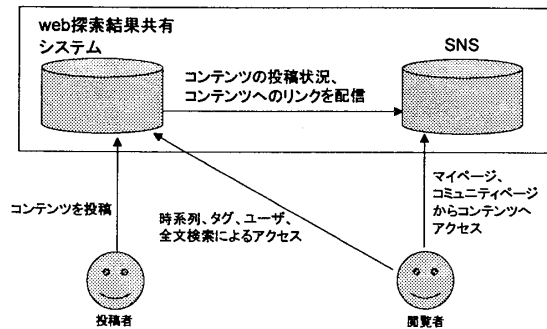 web探索結果共有
システム
SNS
コンテンツの投稿状況、
コンテンツへのリンクを配信
コンテンツを投稿
時系列、タグ、ユーザ、
全文検索によるアクセス
マイページ、
コミュニティページ
からコンテンツへ
アクセス
投稿者
閲覧者